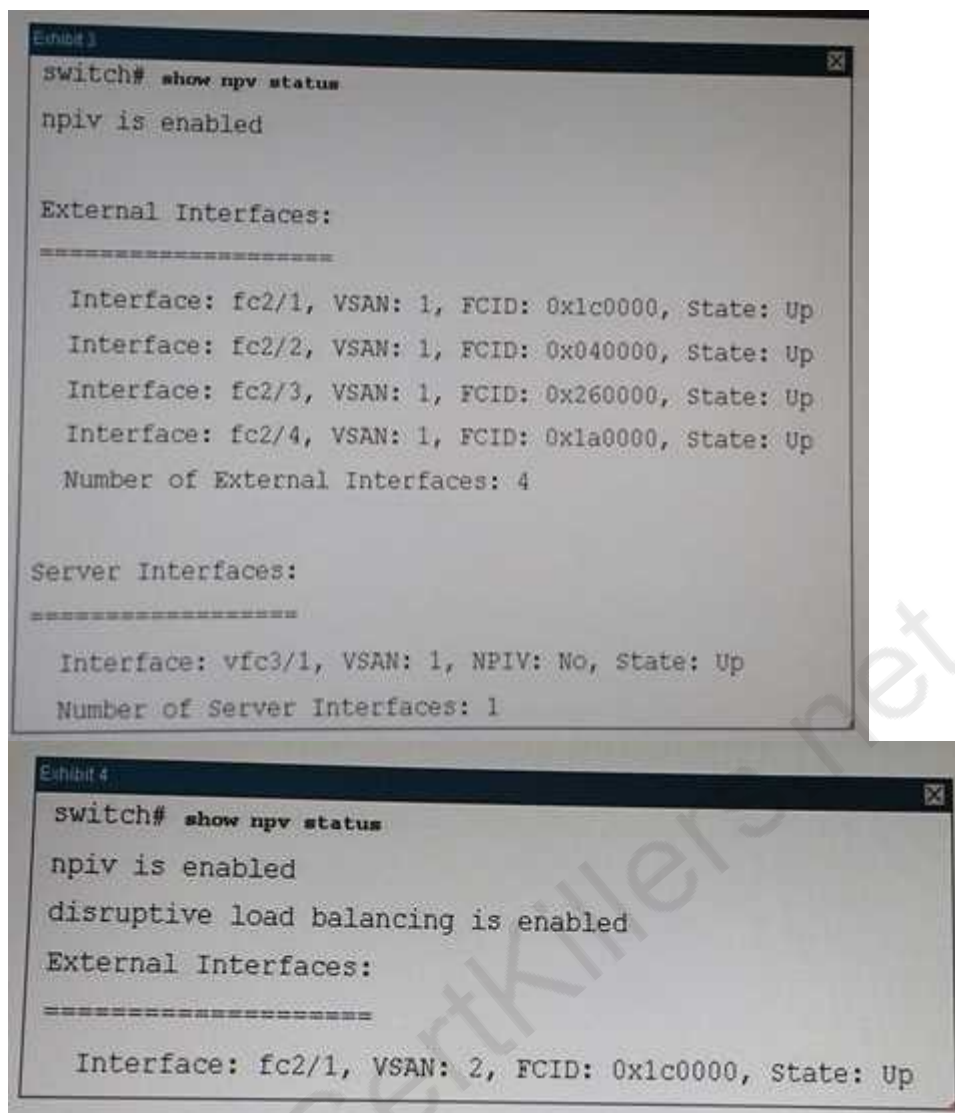 Exhibit 3
switch# show npv status
npiv is enabled
External Interfaces:
====================
Interface: fc2/1, VSAN: 1, FCID: 0x1c0000, State: Up
Interface: fc2/2, VSAN: 1, FCID: 0x040000, State: Up
Interface: fc2/3, VSAN: 1, FCID: 0x260000, State: Up
Interface: fc2/4, VSAN: 1, FCID: 0x1a0000, State: Up
Number of External Interfaces: 4
Server Interfaces:
==================
Interface: vfc3/1, VSAN: 1, NPIV: No, State: Up
Number of Server Interfaces: 1
Exhibit 4
switch# show npv status
npiv is enabled
disruptive load balancing is enabled
External Interfaces:
====================
Interface: fc2/1, VSAN: 2, FCID: 0x1c0000, State: Up